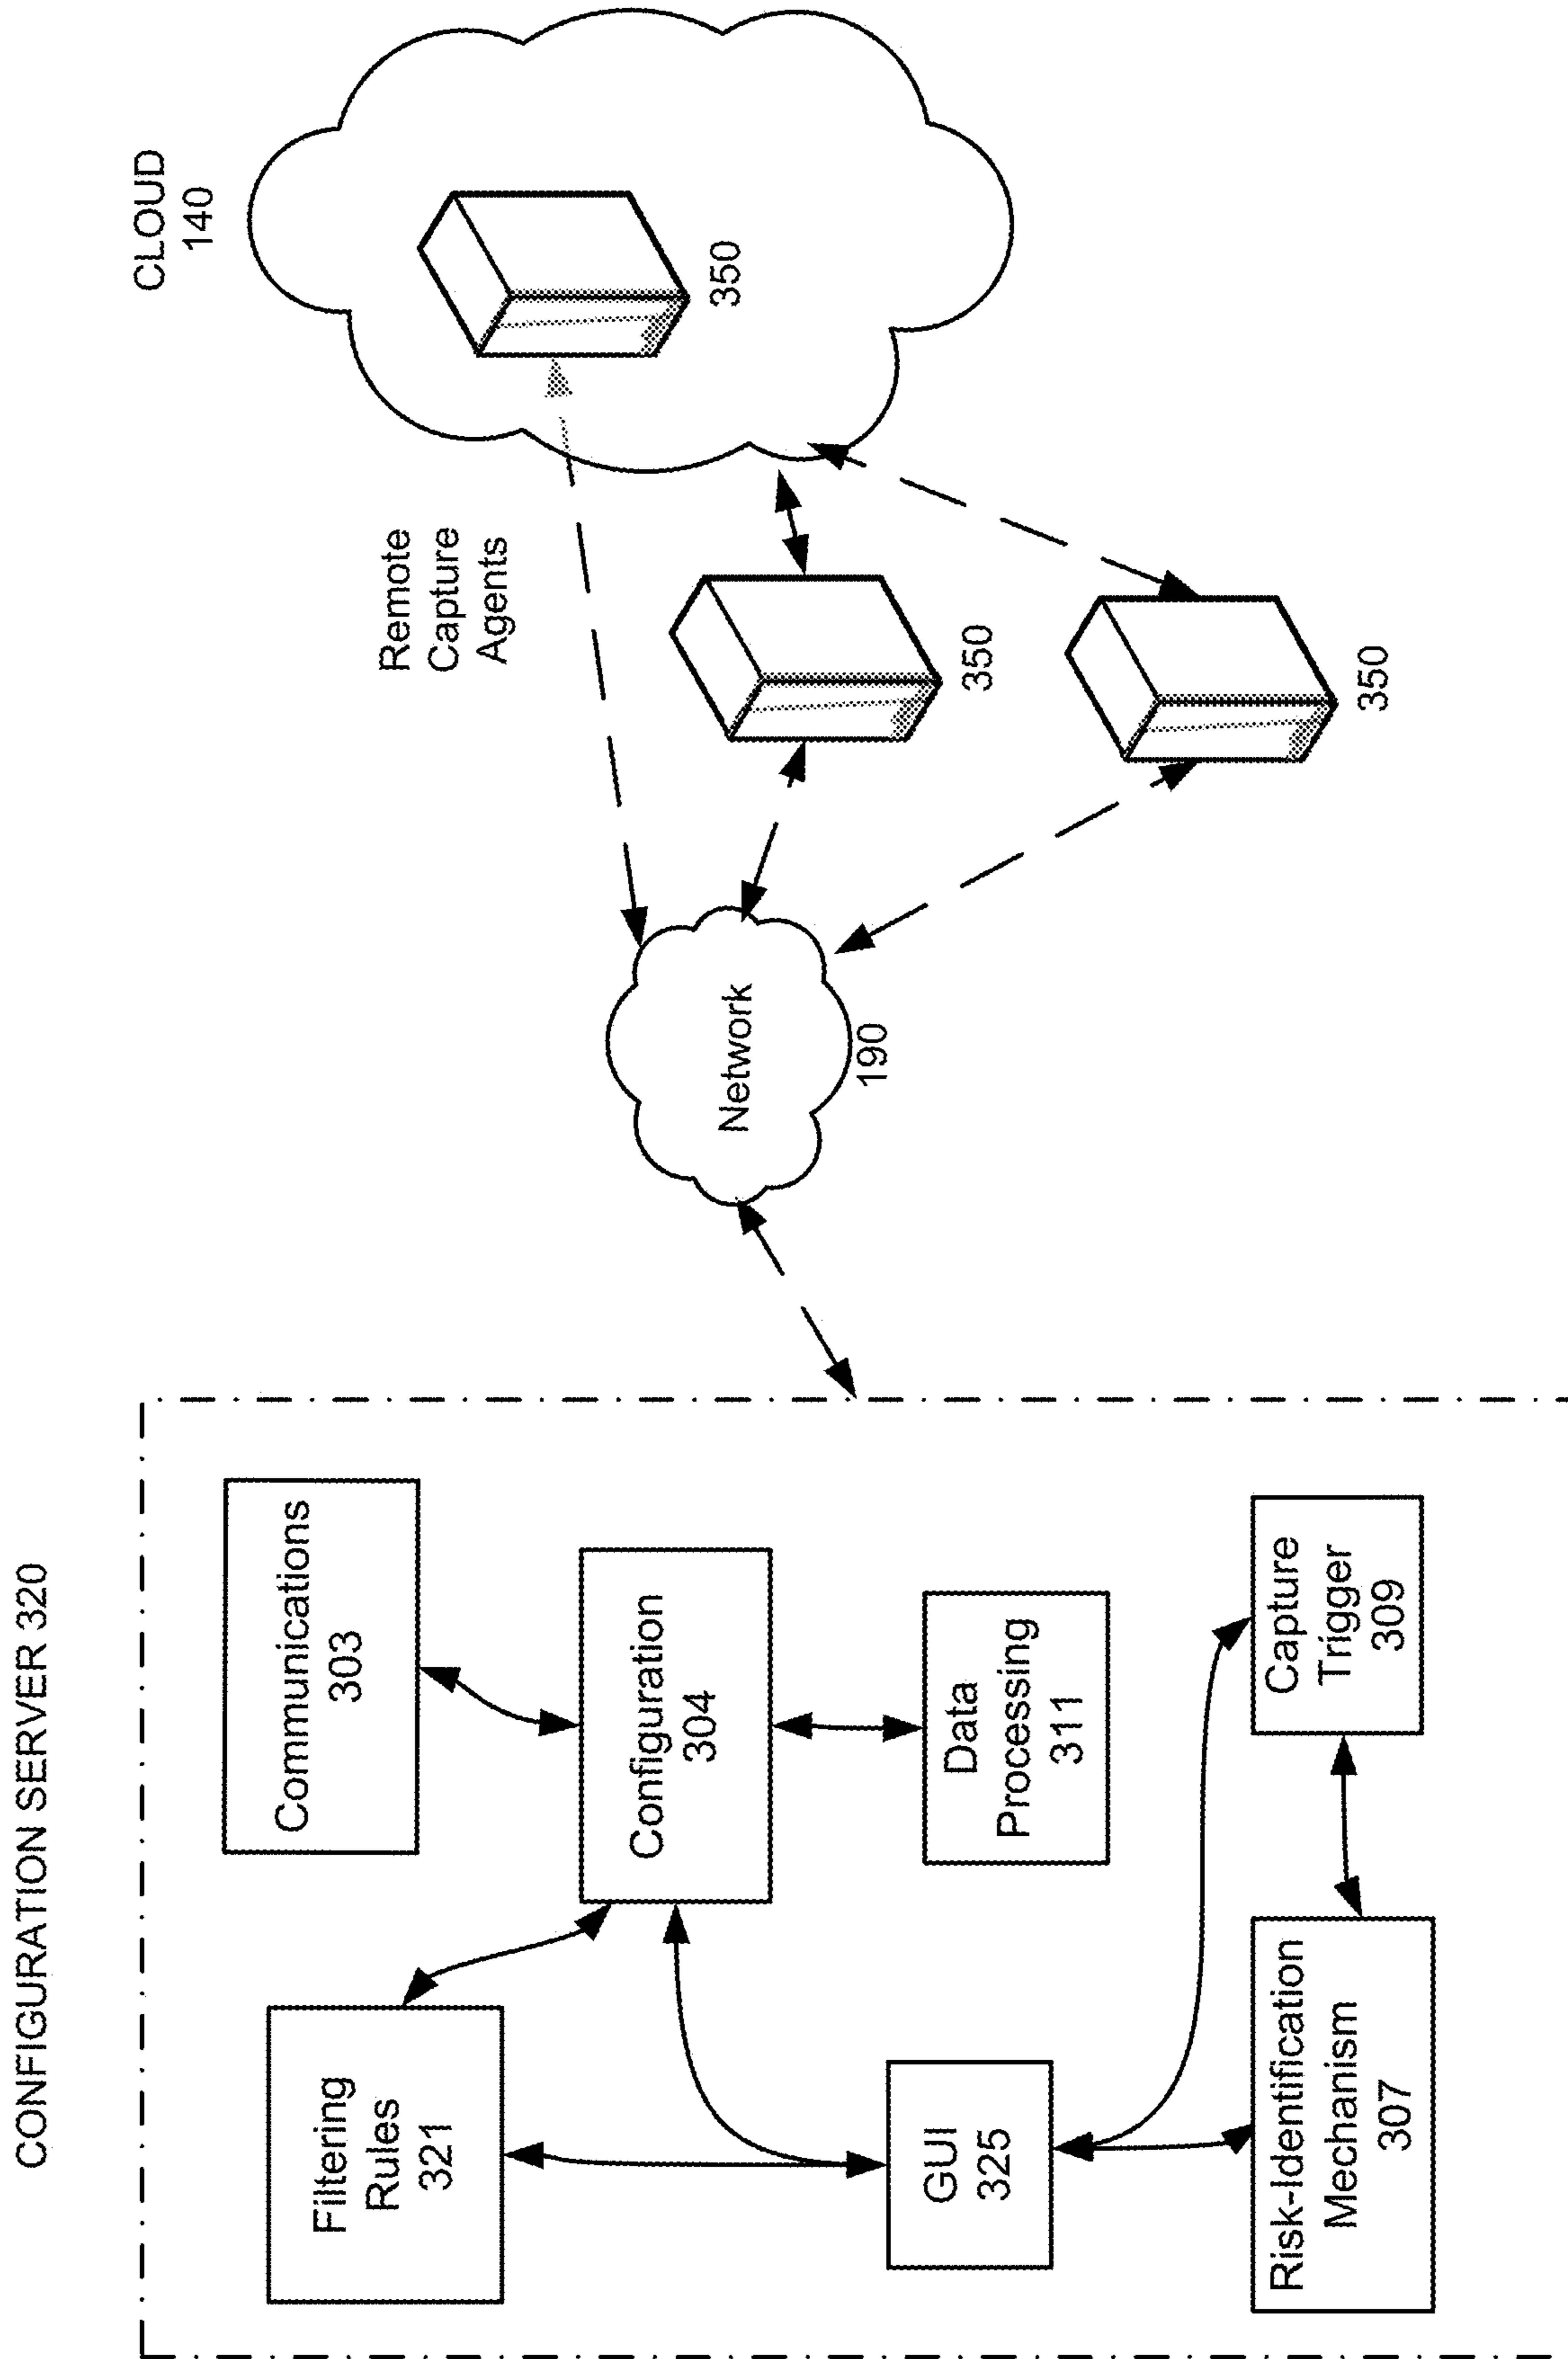 CONFIGURATION SERVER 320
Filtering
Rules
321
Communications
303
Configuration
304
GUI
325
Data
Processing
311
Risk-Identification
Mechanism
307
Capture
Trigger
309
Network
190
Remote
Capture
Agents
350
350
CLOUD
140
350